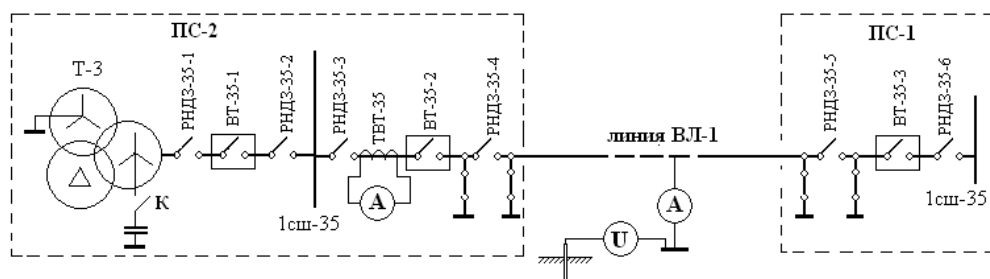 ПС-2
Т-3
РНДЗ-35-1
ВТ-35-1
РНДЗ-35-2
РНДЗ-35-3
ТВТ-35
ВТ-35-2
РНДЗ-35-4
К
А
1сш-35
линия ВЛ-1
А
U
ПС-1
РНДЗ-35-5
ВТ-35-3
РНДЗ-35-6
1сш-35